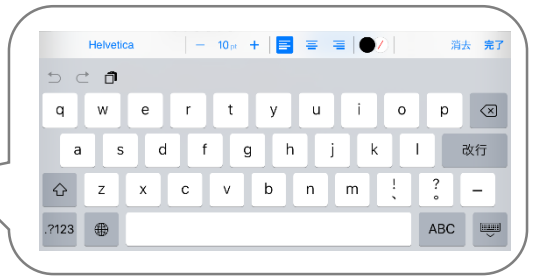 Helvetica − 10 pt + 消去 完了
q w e r t y u i o p
a s d f g h j k l 改行
z x c v b n m ! 、 ? 。 –
.?123 ABC